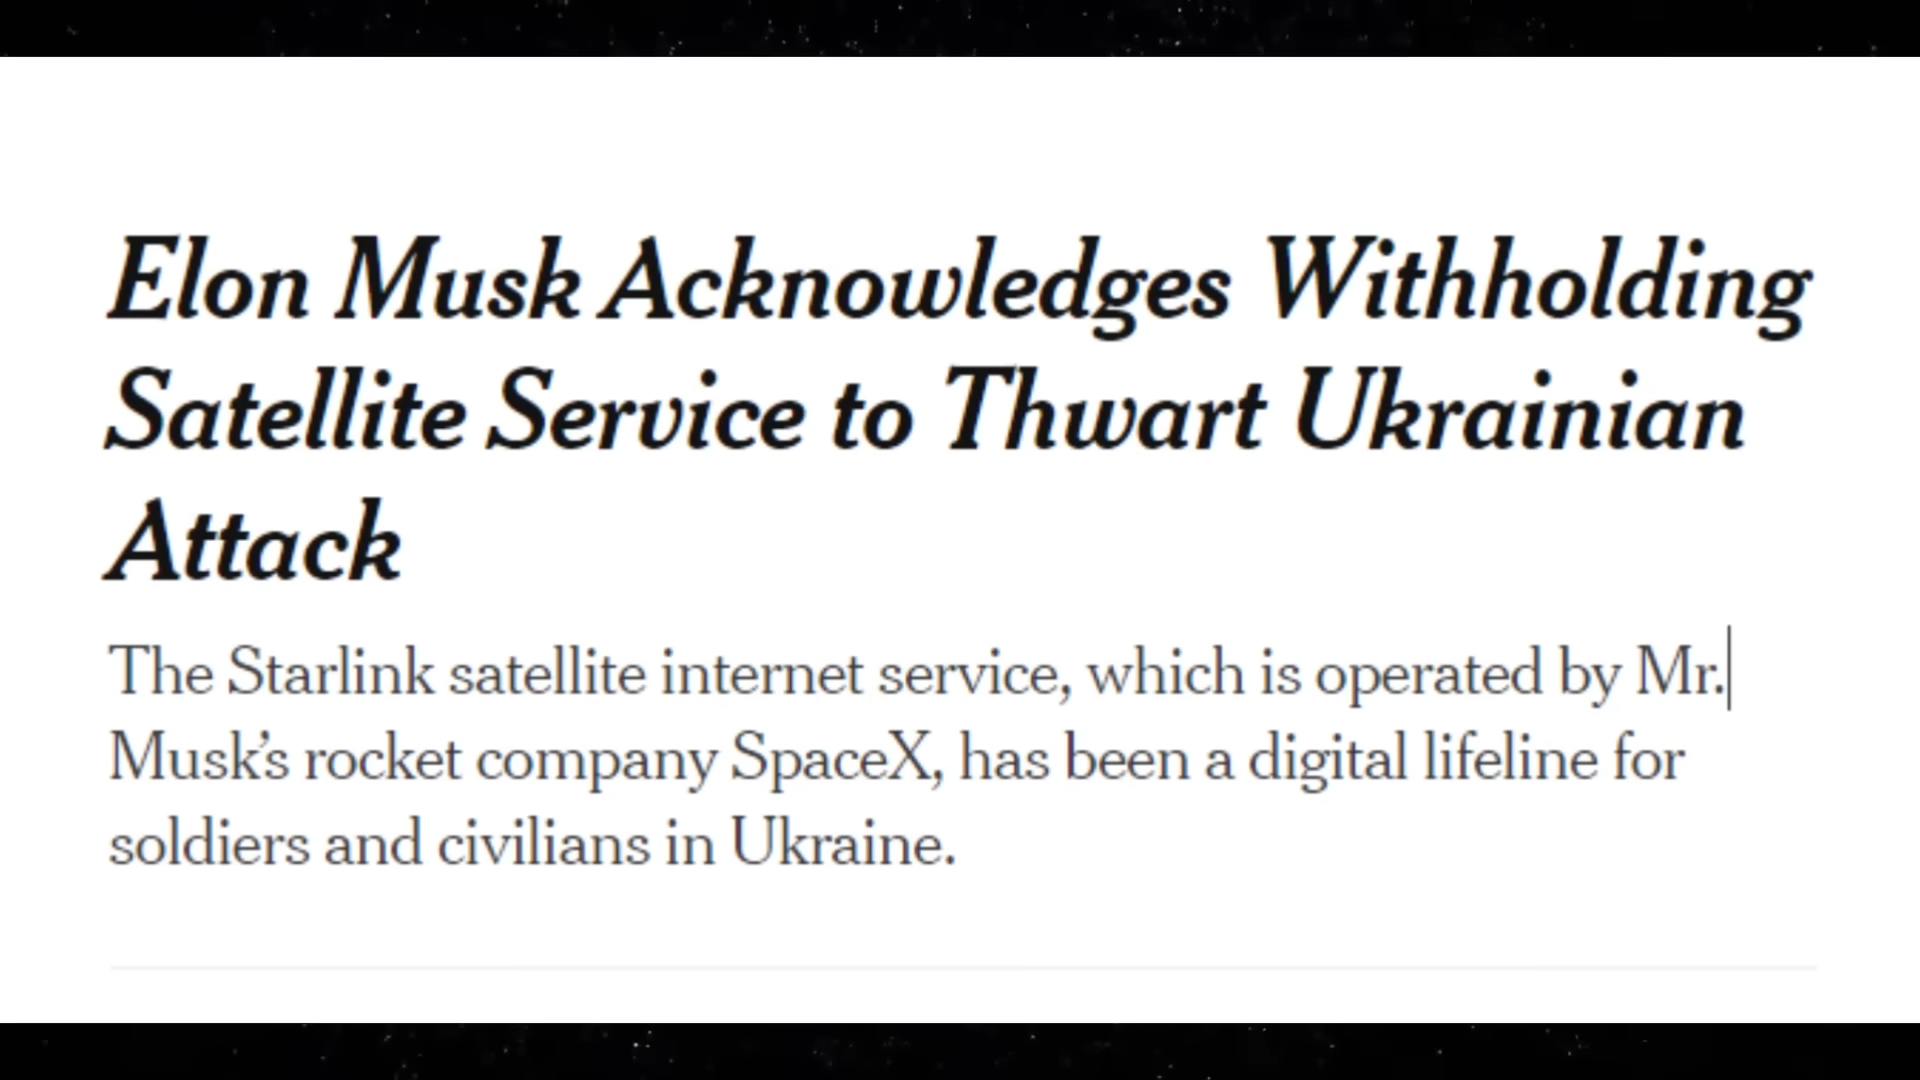 Elon Musk Acknowledges Withholding
Satellite Service to Thwart Ukrainian
Attack
The Starlink satellite internet service, which is operated by Mr.
Musk’s rocket company SpaceX, has been a digital lifeline for
soldiers and civilians in Ukraine.